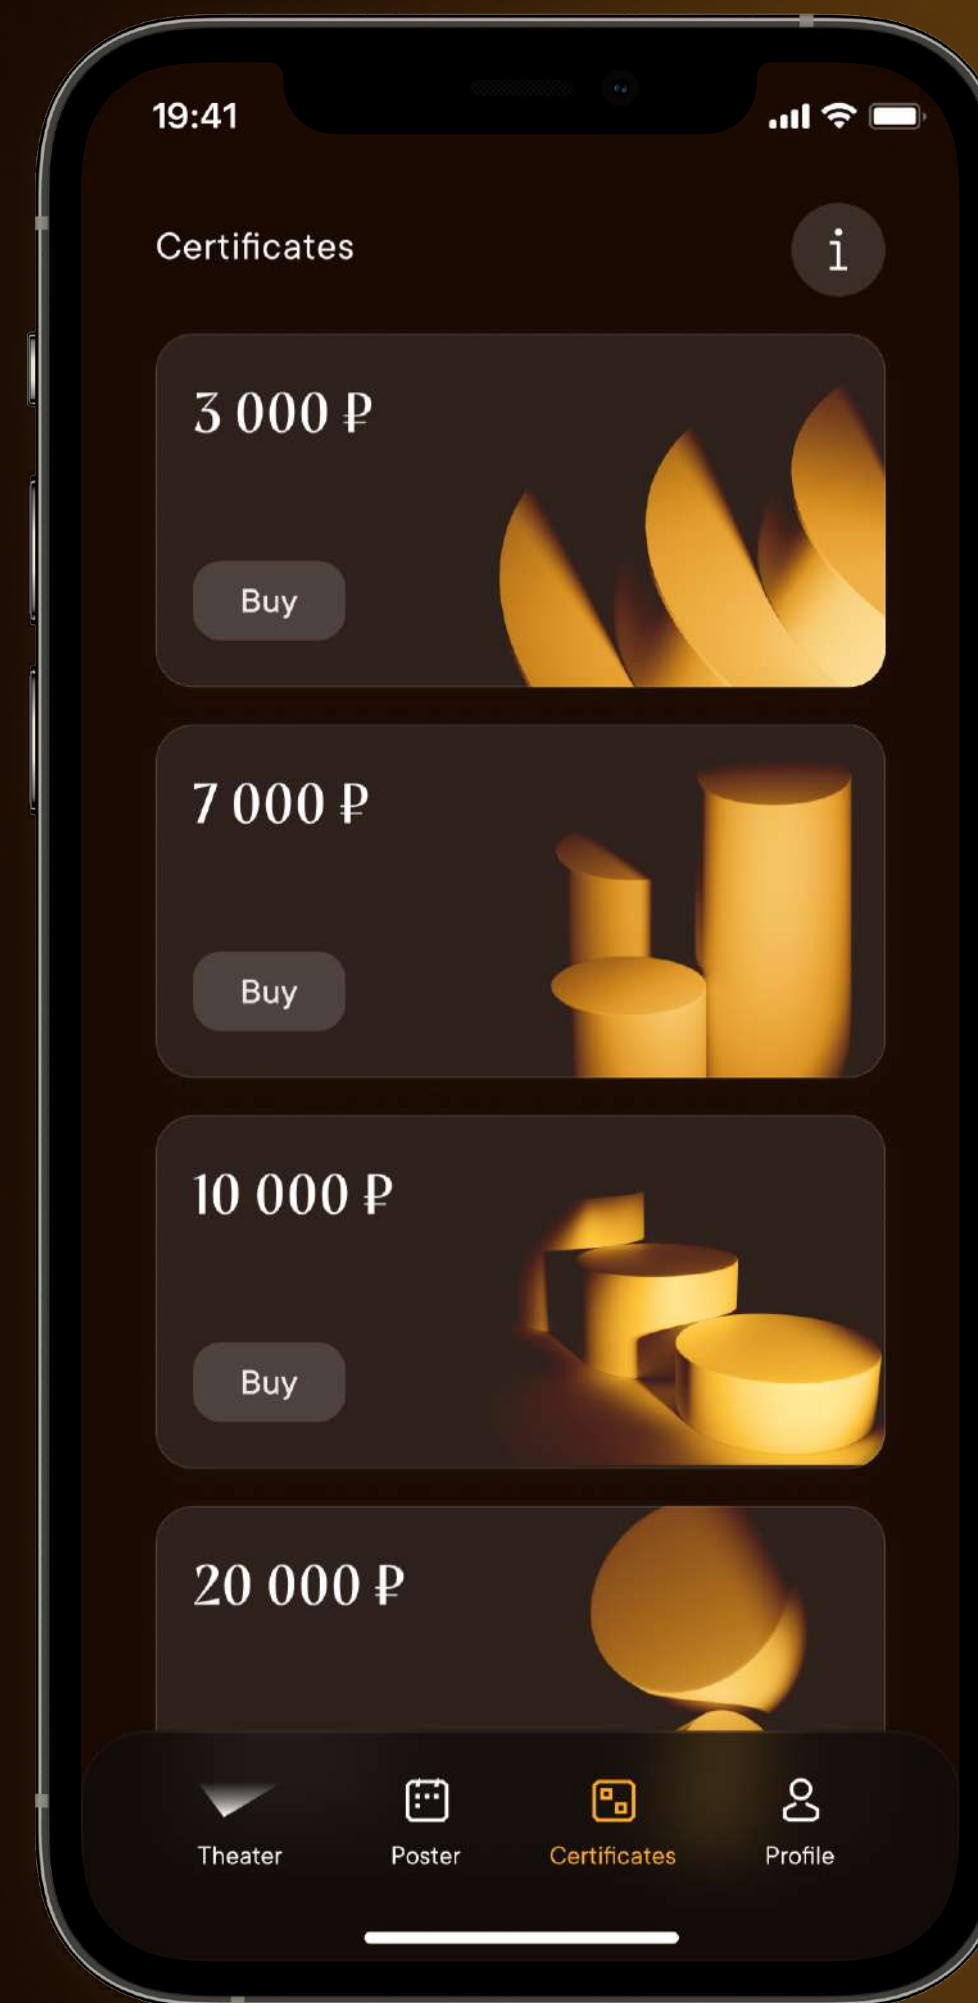 19:41
Certificates
i
3 000 ₽
Buy
7 000 ₽
Buy
10 000 ₽
Buy
20 000 ₽
Theater
Poster
Certificates
Profile